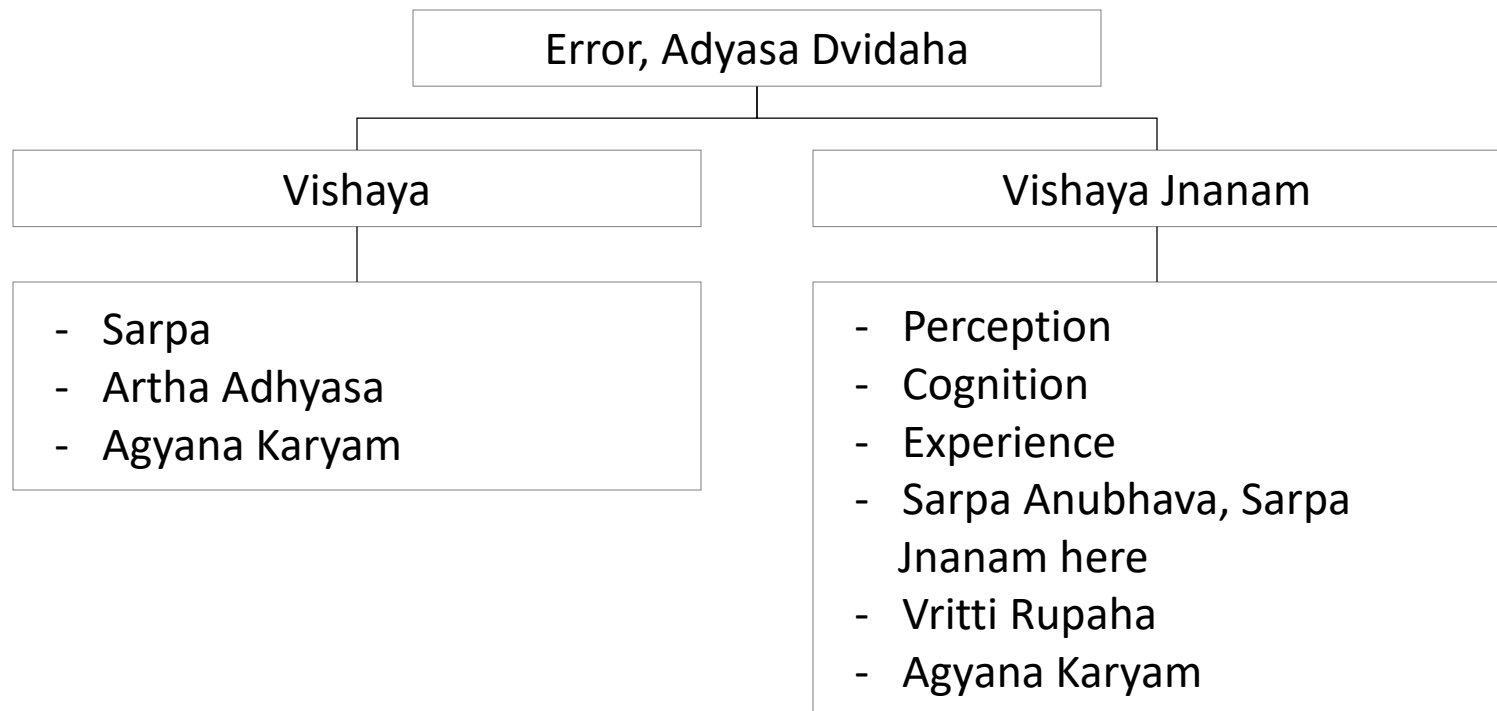 Error, Adyasa Dvidaha
Vishaya
Vishaya Jnanam
- Sarpa
- Artha Adhyasa
- Agyana Karyam
- Perception
- Cognition
- Experience
- Sarpa Anubhava, Sarpa
Jnanam here
- Vritti Rupaha
- Agyana Karyam